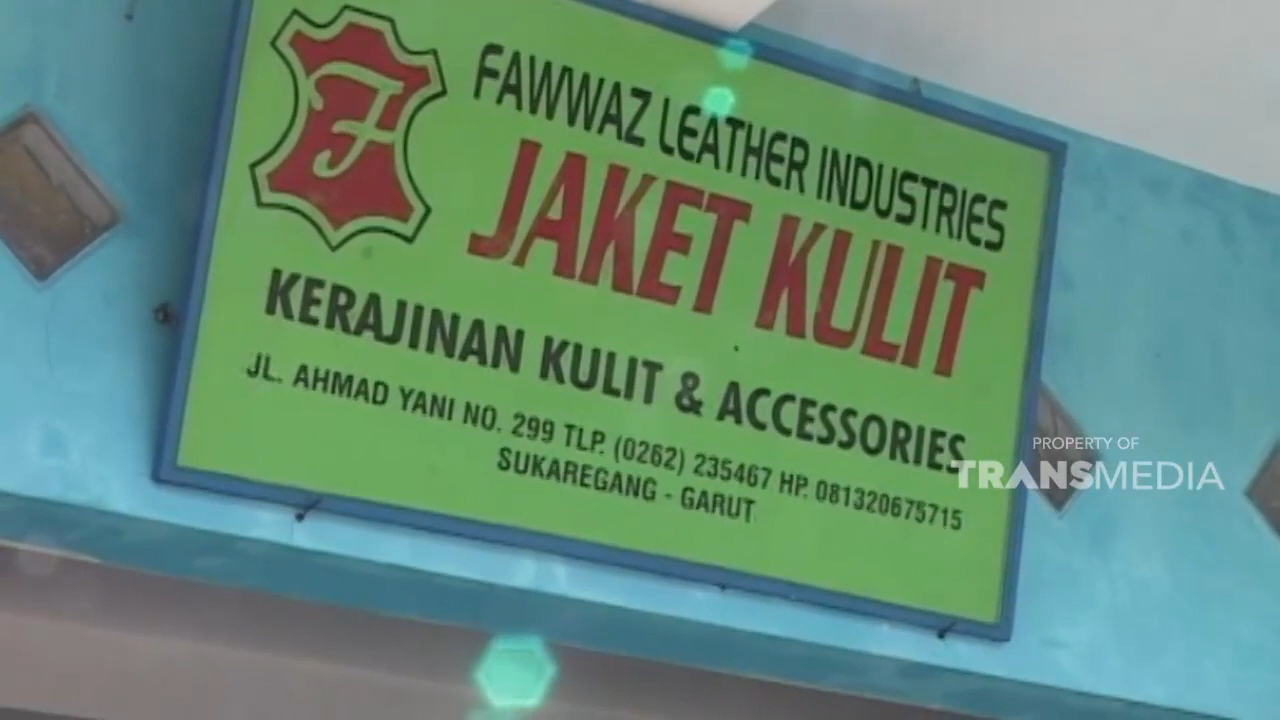 F
FAWWAZ LEATHER INDUSTRIES
JAKET KULIT
KERAJINAN KULIT & ACCESSORIES
JL. AHMAD YANI NO. 299 TLP. (0262) 235467 HP. 081320675715
SUKAREGANG - GARUT
PROPERTY OF
TRANSMEDIA